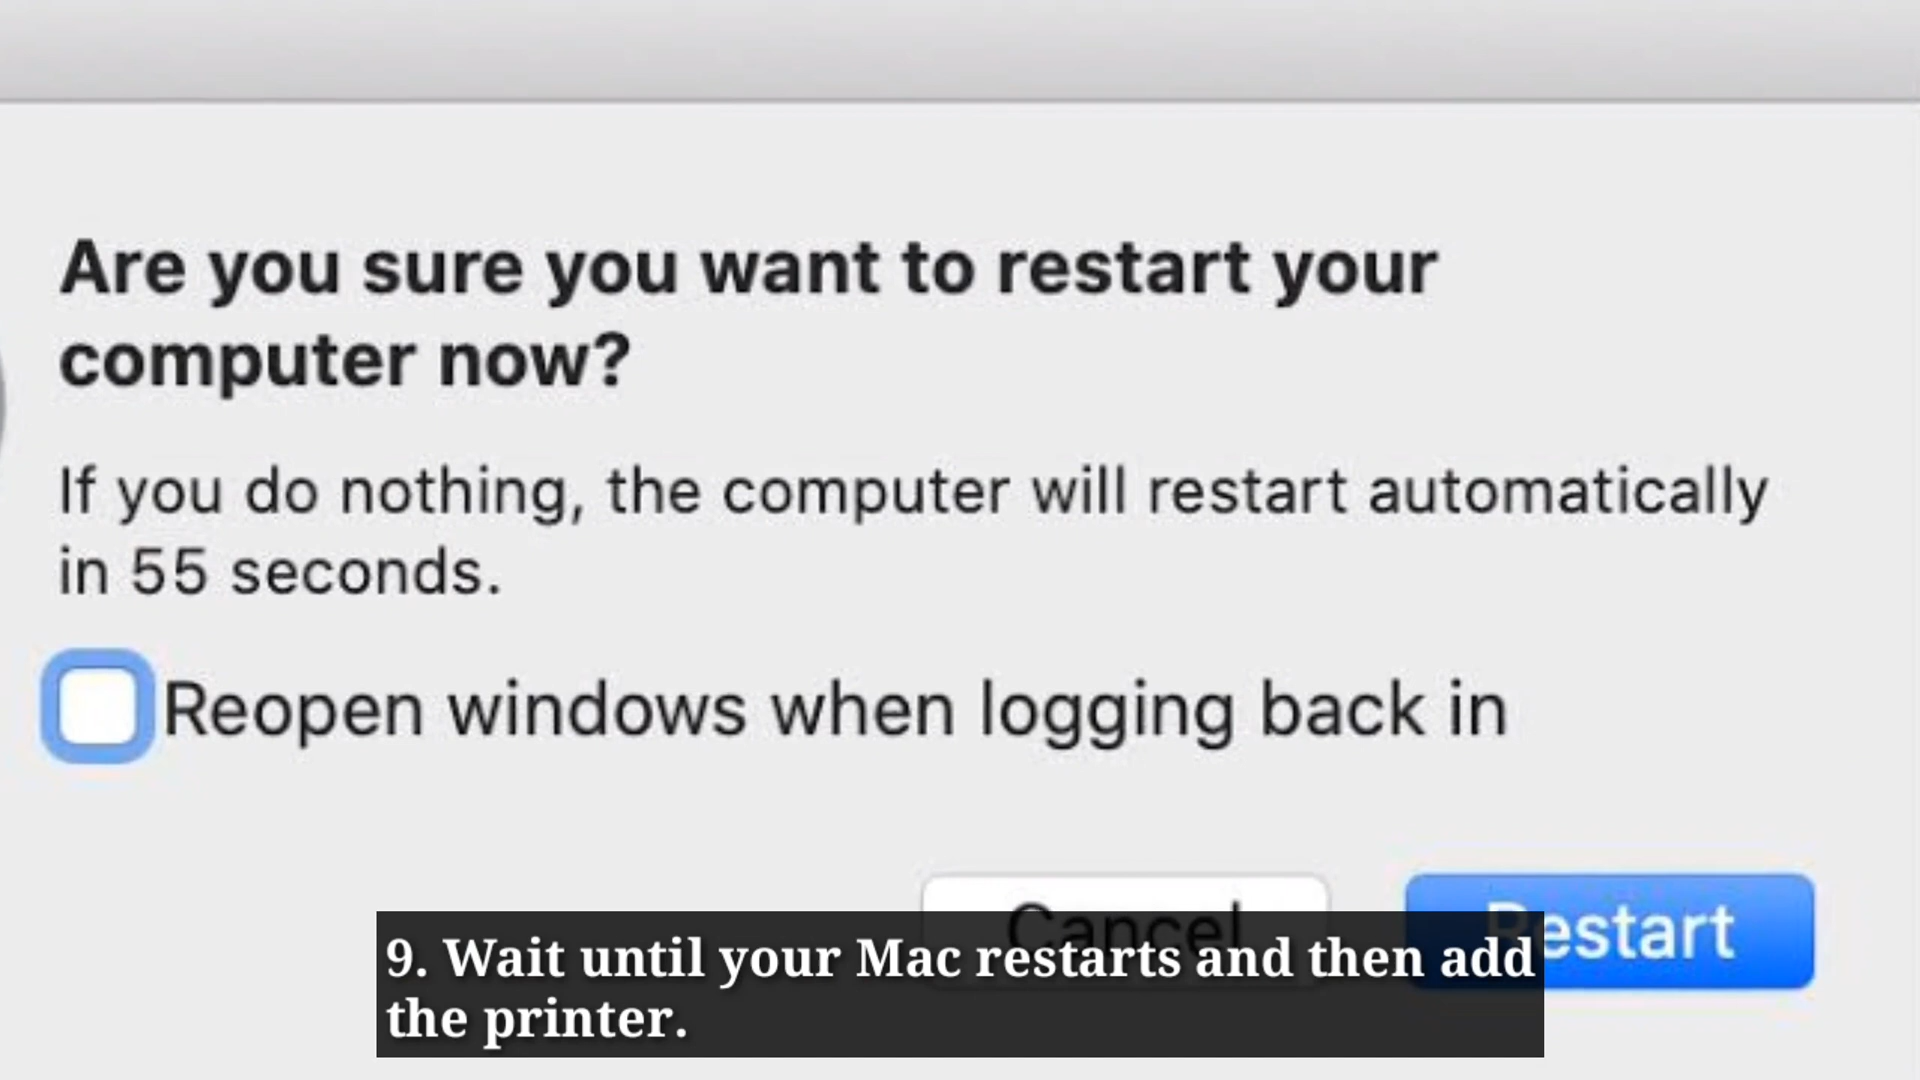 Are you sure you want to restart your
computer now?
If you do nothing, the computer will restart automatically
in 55 seconds.
Reopen windows when logging back in
Cancel
Restart
9. Wait until your Mac restarts and then add
the printer.